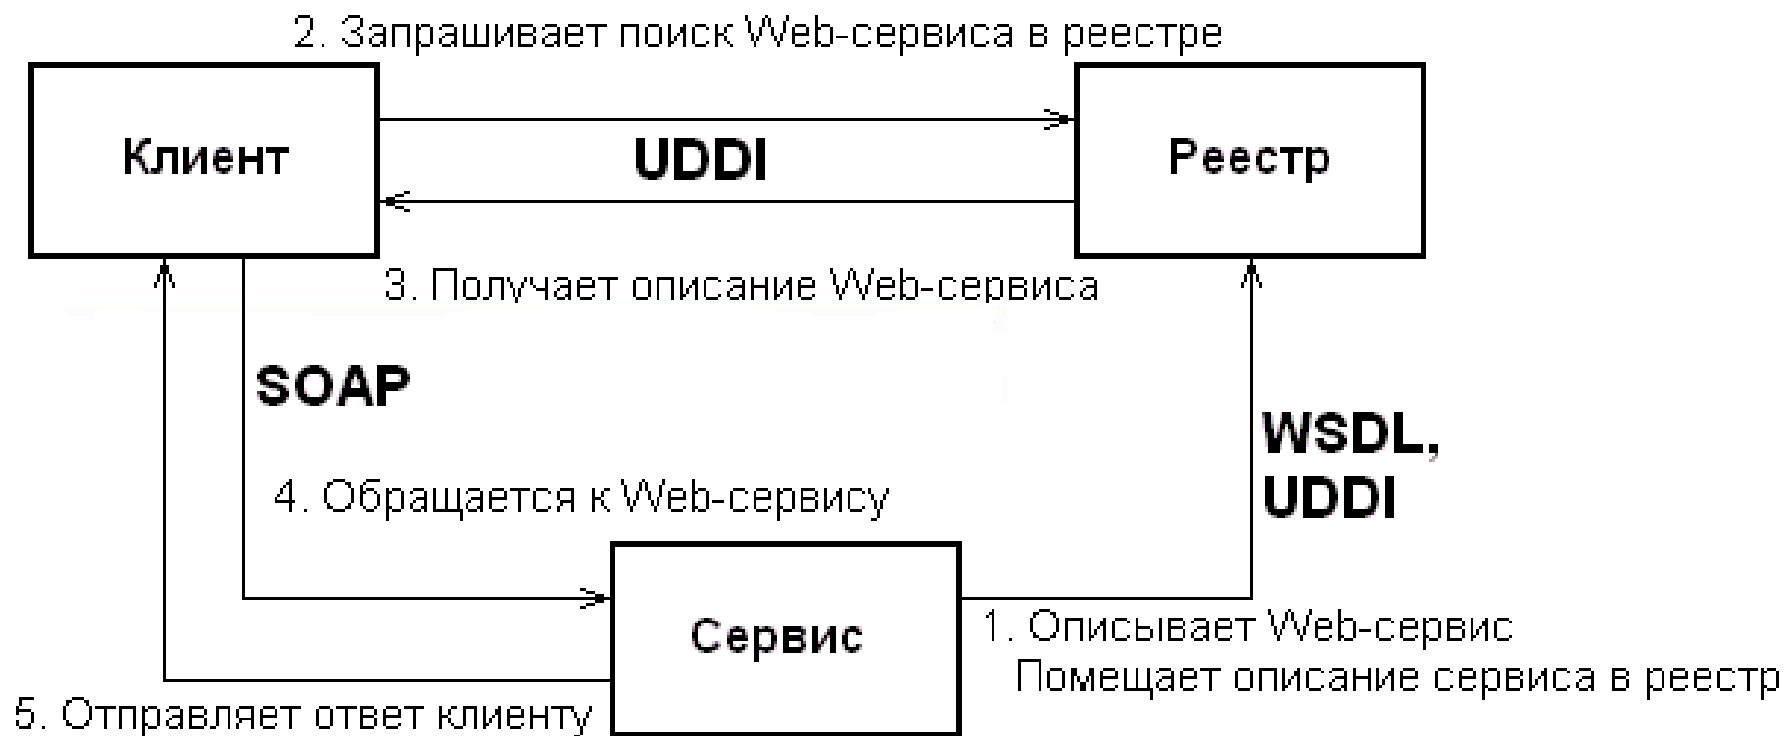 2. Запрашивает поиск Web-сервиса в реестре
Клиент
UDDI
Реестр
3. Получает описание Web-сервиса
SOAP
WSDL,
UDDI
4. Обращается к Web-сервису
Сервис
1. Описывает Web-сервис
Помещает описание сервиса в реестр
5. Отправляет ответ клиенту